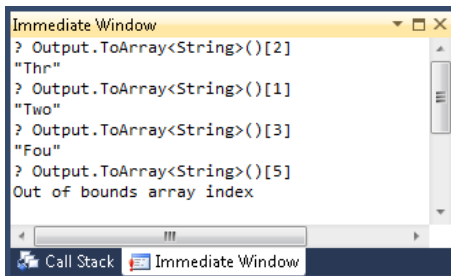 Immediate Window
? Output.ToArray<String>()[2]
"Thr"
? Output.ToArray<String>()[1]
"Two"
? Output.ToArray<String>()[3]
"Fou"
? Output.ToArray<String>()[5]
Out of bounds array index
Call Stack Immediate Window